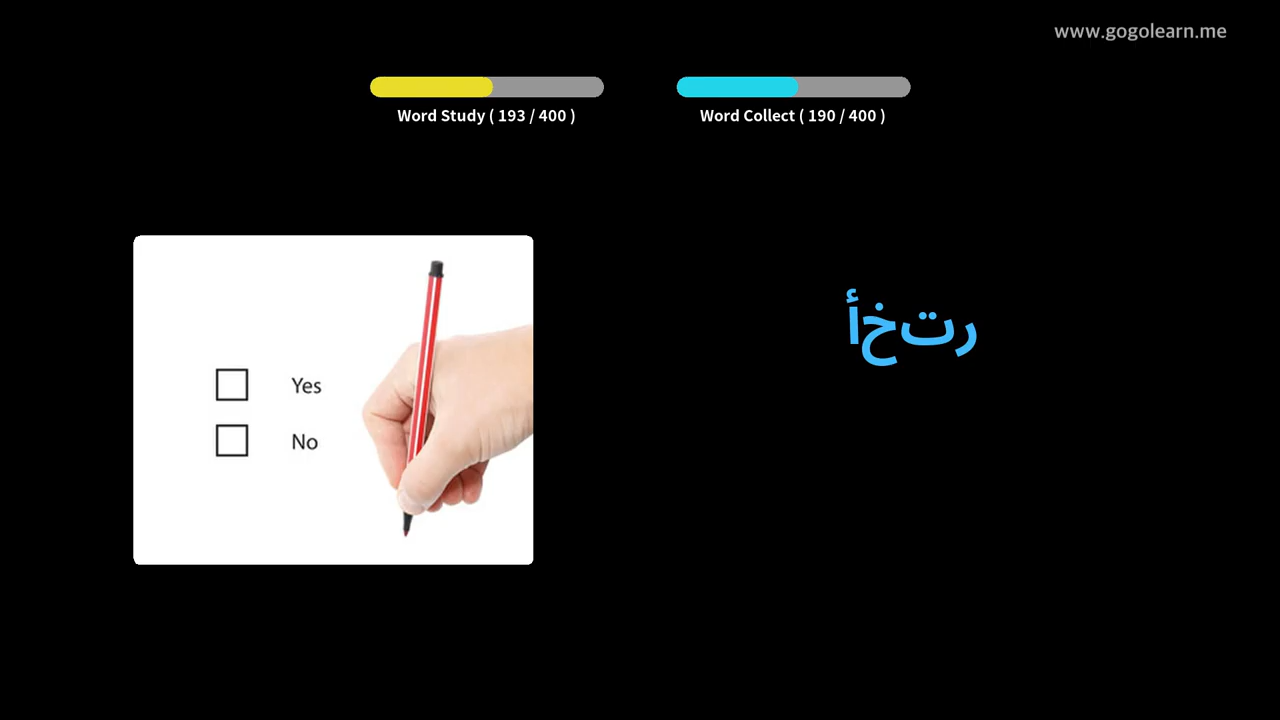 www.gogolearn.me
Word Study ( 193 / 400 )
Word Collect ( 190 / 400 )
رتخأ
Yes
No